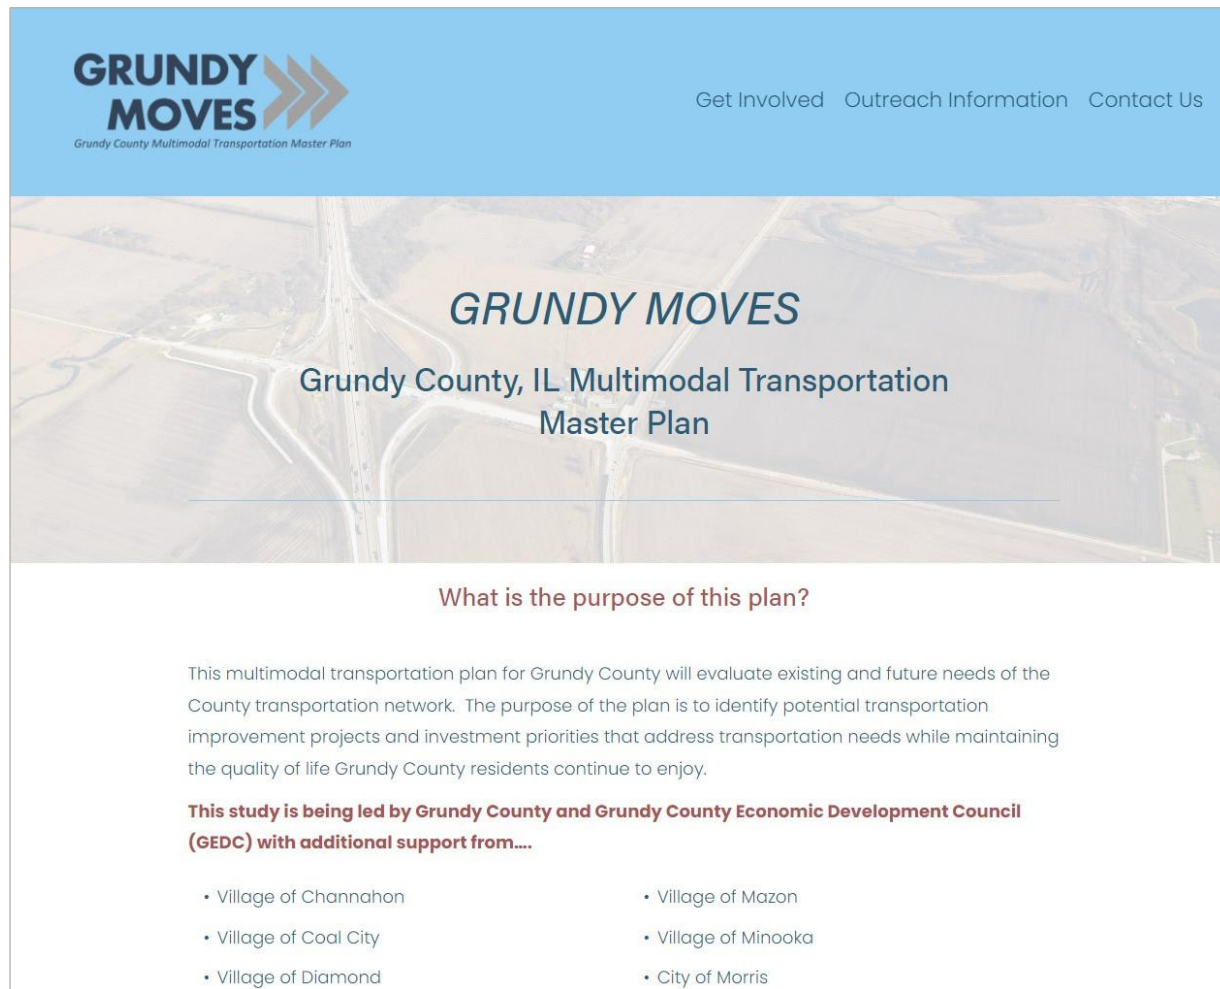 GRUNDY
MOVES
Grundy County Multimodal Transportation Master Plan
Get Involved Outreach Information Contact Us
GRUNDY MOVES
Grundy County, IL Multimodal Transportation
Master Plan
What is the purpose of this plan?
This multimodal transportation plan for Grundy County will evaluate existing and future needs of the
County transportation network. The purpose of the plan is to identify potential transportation
improvement projects and investment priorities that address transportation needs while maintaining
the quality of life Grundy County residents continue to enjoy.
This study is being led by Grundy County and Grundy County Economic Development Council
(GEDC) with additional support from....
• Village of Channahon
• Village of Coal City
• Village of Diamond
• Village of Mazon
• Village of Minooka
• City of Morris